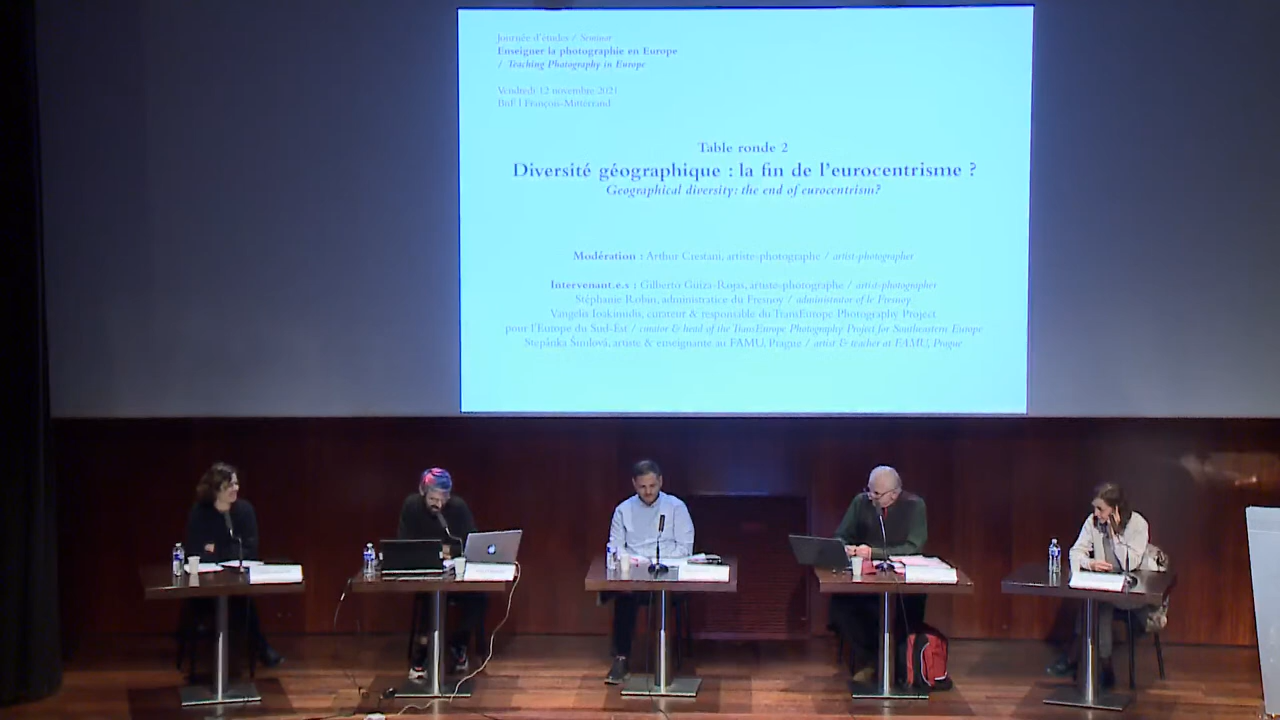 Journée d'études / Seminar
Enseigner la photographie en Europe
/ Teaching Photography in Europe
Vendredi 12 novembre 2021
BnF I François-Mitterrand
Table ronde 2
Diversité géographique : la fin de l'eurocentrisme ?
Geographical diversity: the end of eurocentrism?
Modération : Arthur Crestani, artiste-photographe / artist-photographer
Intervenant.e.s : Gilberto Güiza-Rojas, artiste-photographe / artist-photographer
Stéphanie Robin, administratice du Fresnoy / administrator of le Fresnoy
Vangelis Ioakimidis, curateur & responsable du TransEurope Photography Project
pour l'Europe du Sud-Est / curator & head of the TransEurope Photography Project for Southeastern Europe
Stepánka Šimlová, artiste & enseignante au FAMU, Prague / artist & teacher at FAMU, Prague